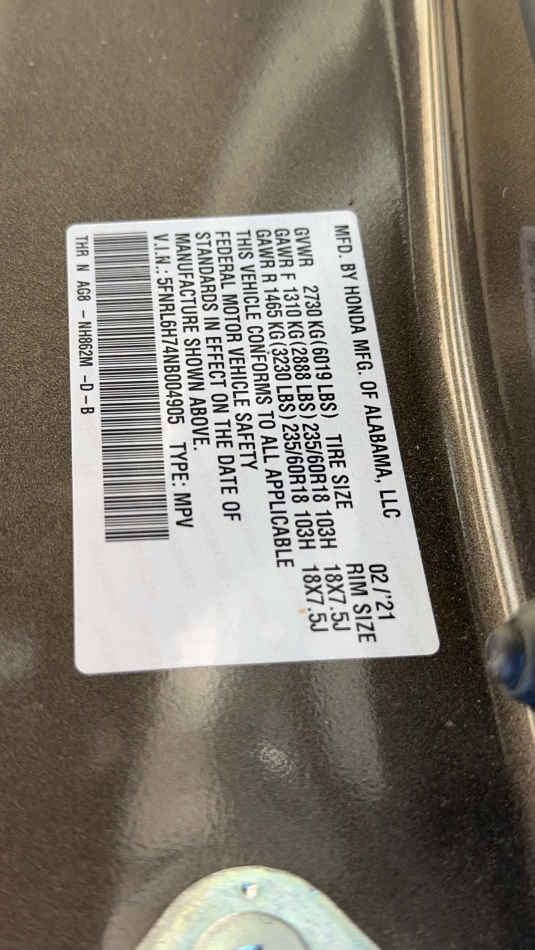 MFD. BY HONDA MFG. OF ALABAMA, LLC 02/'21
GVWR 2730 KG (6019 LBS) TIRE SIZE RIM SIZE
GAWR F 1310 KG (2888 LBS) 235/60R18 103H 18X7.5J
GAWR R 1465 KG (3230 LBS) 235/60R18 103H 18X7.5J
THIS VEHICLE CONFORMS TO ALL APPLICABLE
FEDERAL MOTOR VEHICLE SAFETY
STANDARDS IN EFFECT ON THE DATE OF
MANUFACTURE SHOWN ABOVE.
V.I.N.: 5FNRL6H74NB004905 TYPE: MPV
THR N AG8 - NH862M -D-B